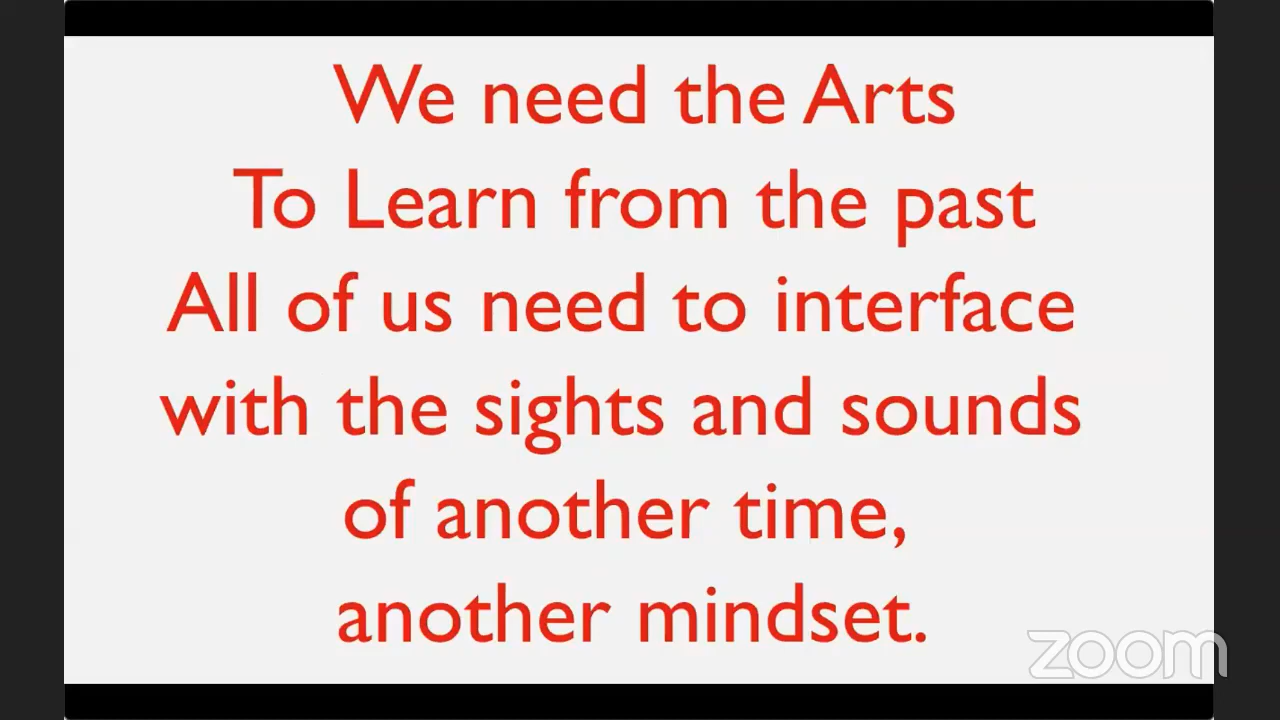 We need the Arts
To Learn from the past
All of us need to interface
with the sights and sounds
of another time,
another mindset.
zoom